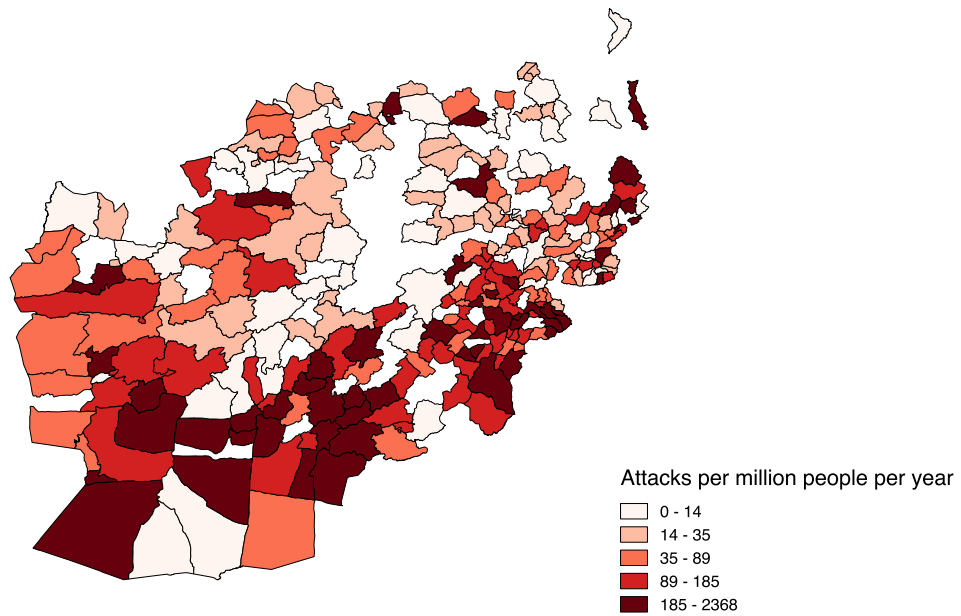 Attacks per million people per year
0 - 14
14 - 35
35 - 89
89 - 185
185 - 2368